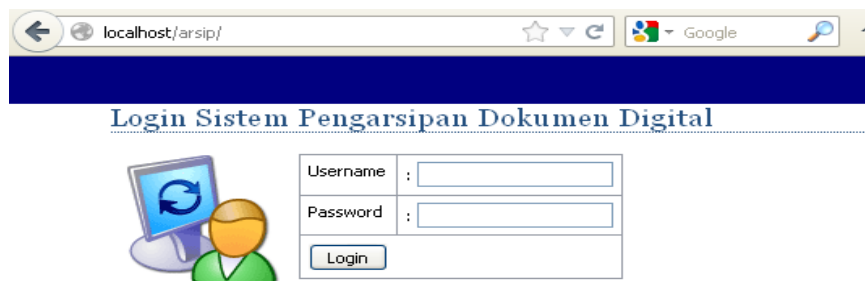 localhost/arsip/ Google
Login Sistem Pengarsipan Dokumen Digital
Username :
Password :
Login